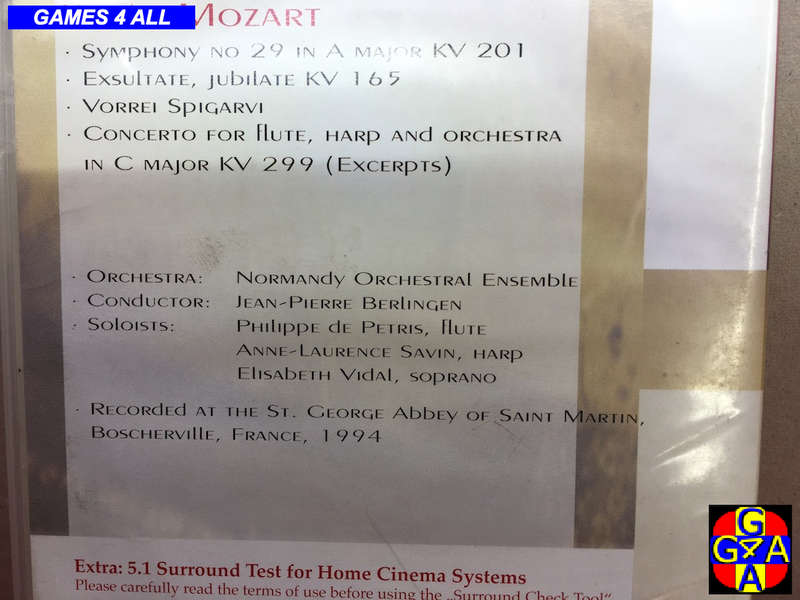 GAMES 4 ALL
Mozart
· Symphony no 29 in A major KV 201
· Exsultate, jubilate KV 165
· Vorrei Spigarvi
· Concerto for flute, harp and orchestra
in C major KV 299 (Excerpts)
· Orchestra: Normandy Orchestral Ensemble
· Conductor: Jean-Pierre Berlingen
· Soloists: Philippe de Petris, flute
Anne-Laurence Savin, harp
Elisabeth Vidal, soprano
· Recorded at the St. George Abbey of Saint Martin,
Boscherville, France, 1994
Extra: 5.1 Surround Test for Home Cinema Systems
Please carefully read the terms of use before using the „Surround Check Tool“
G
G4A
A